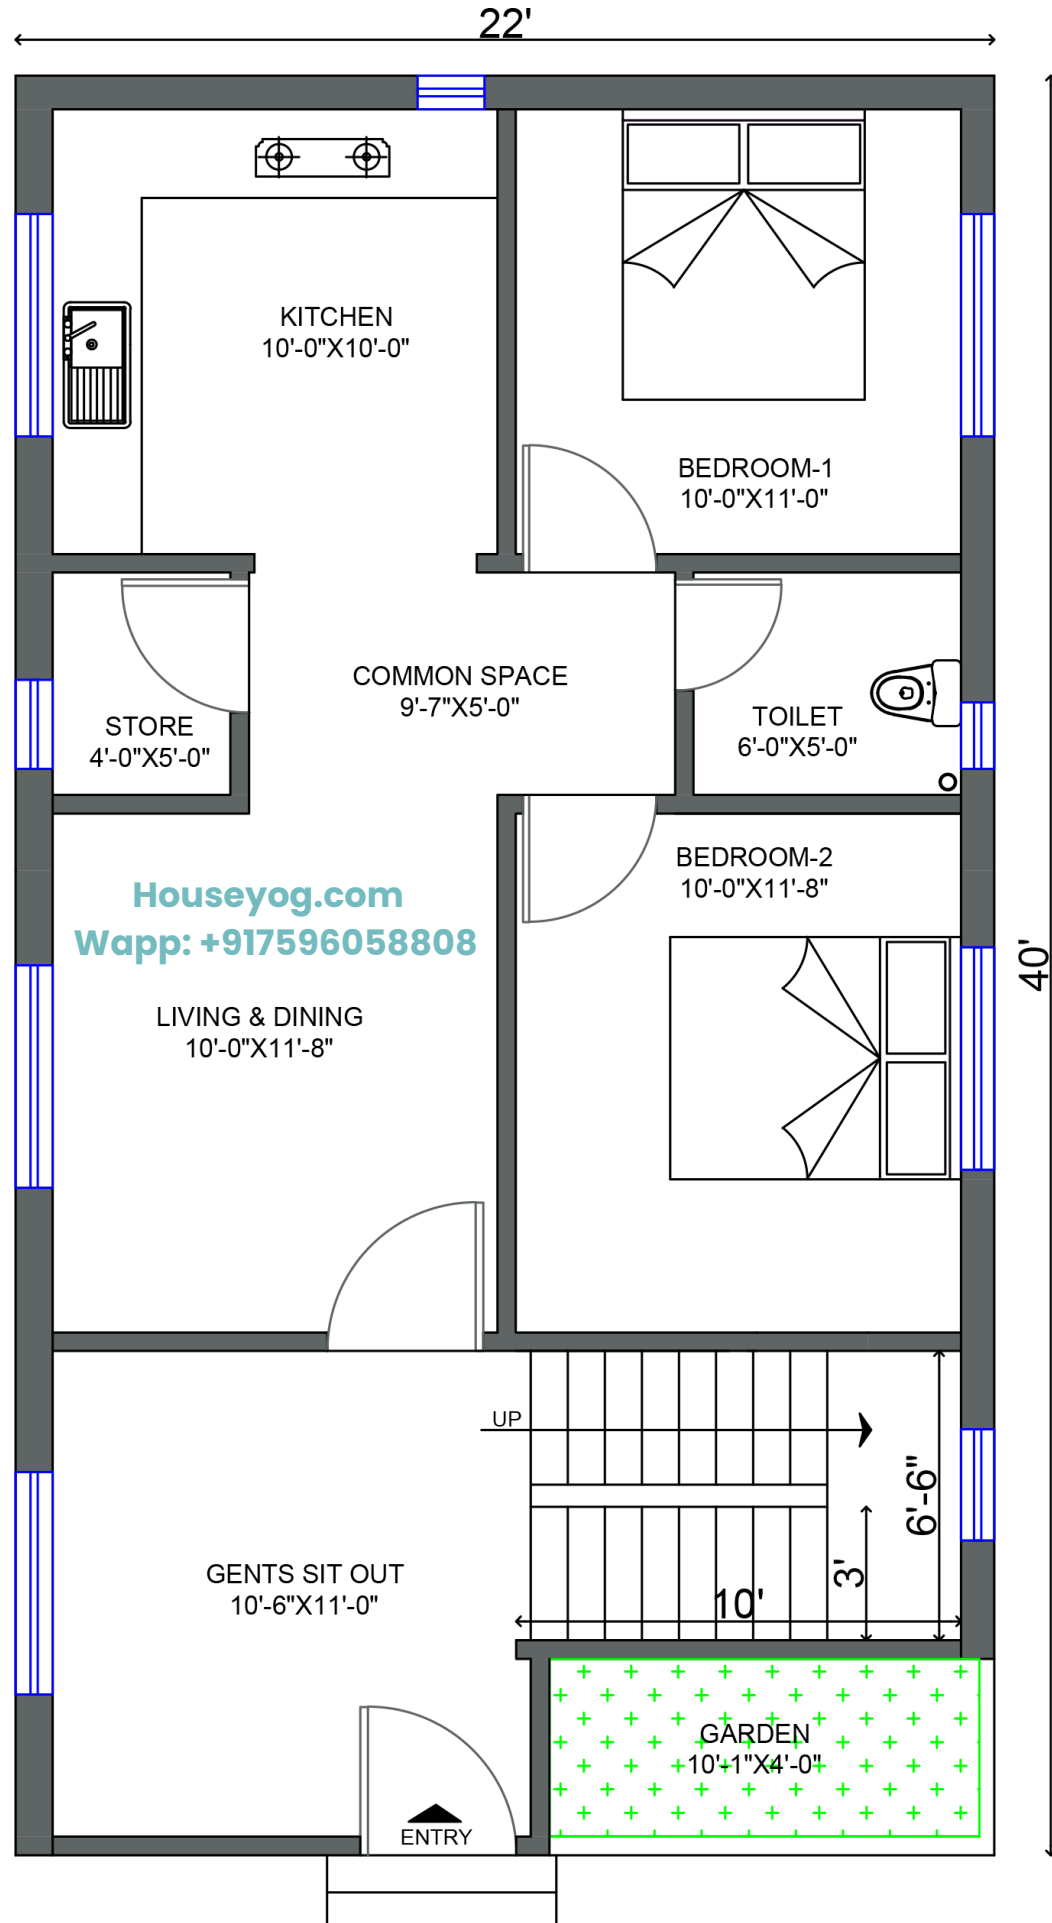 22'
KITCHEN
10'-0"X10'-0"
BEDROOM-1
10'-0"X11'-0"
COMMON SPACE
9'-7"X5'-0"
STORE
4'-0"X5'-0"
TOILET
6'-0"X5'-0"
BEDROOM-2
10'-0"X11'-8"
Houseyog.com
Wapp: +917596058808
40'
LIVING & DINING
10'-0"X11'-8"
UP
6'-6"
3'
10'
GENTS SIT OUT
10'-6"X11'-0"
GARDEN
10'-1"X4'-0"
ENTRY